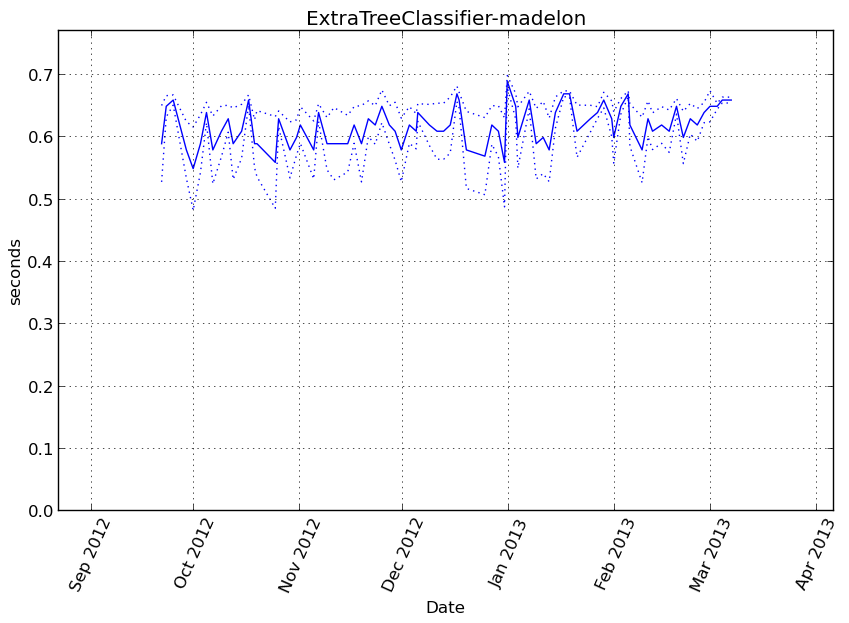 ExtraTreeClassifier-madelon
0.7
0.6
0.5
0.4
0.3
0.2
0.1
0.0
seconds
Sep 2012
Oct 2012
Nov 2012
Dec 2012
Jan 2013
Feb 2013
Mar 2013
Apr 2013
Date